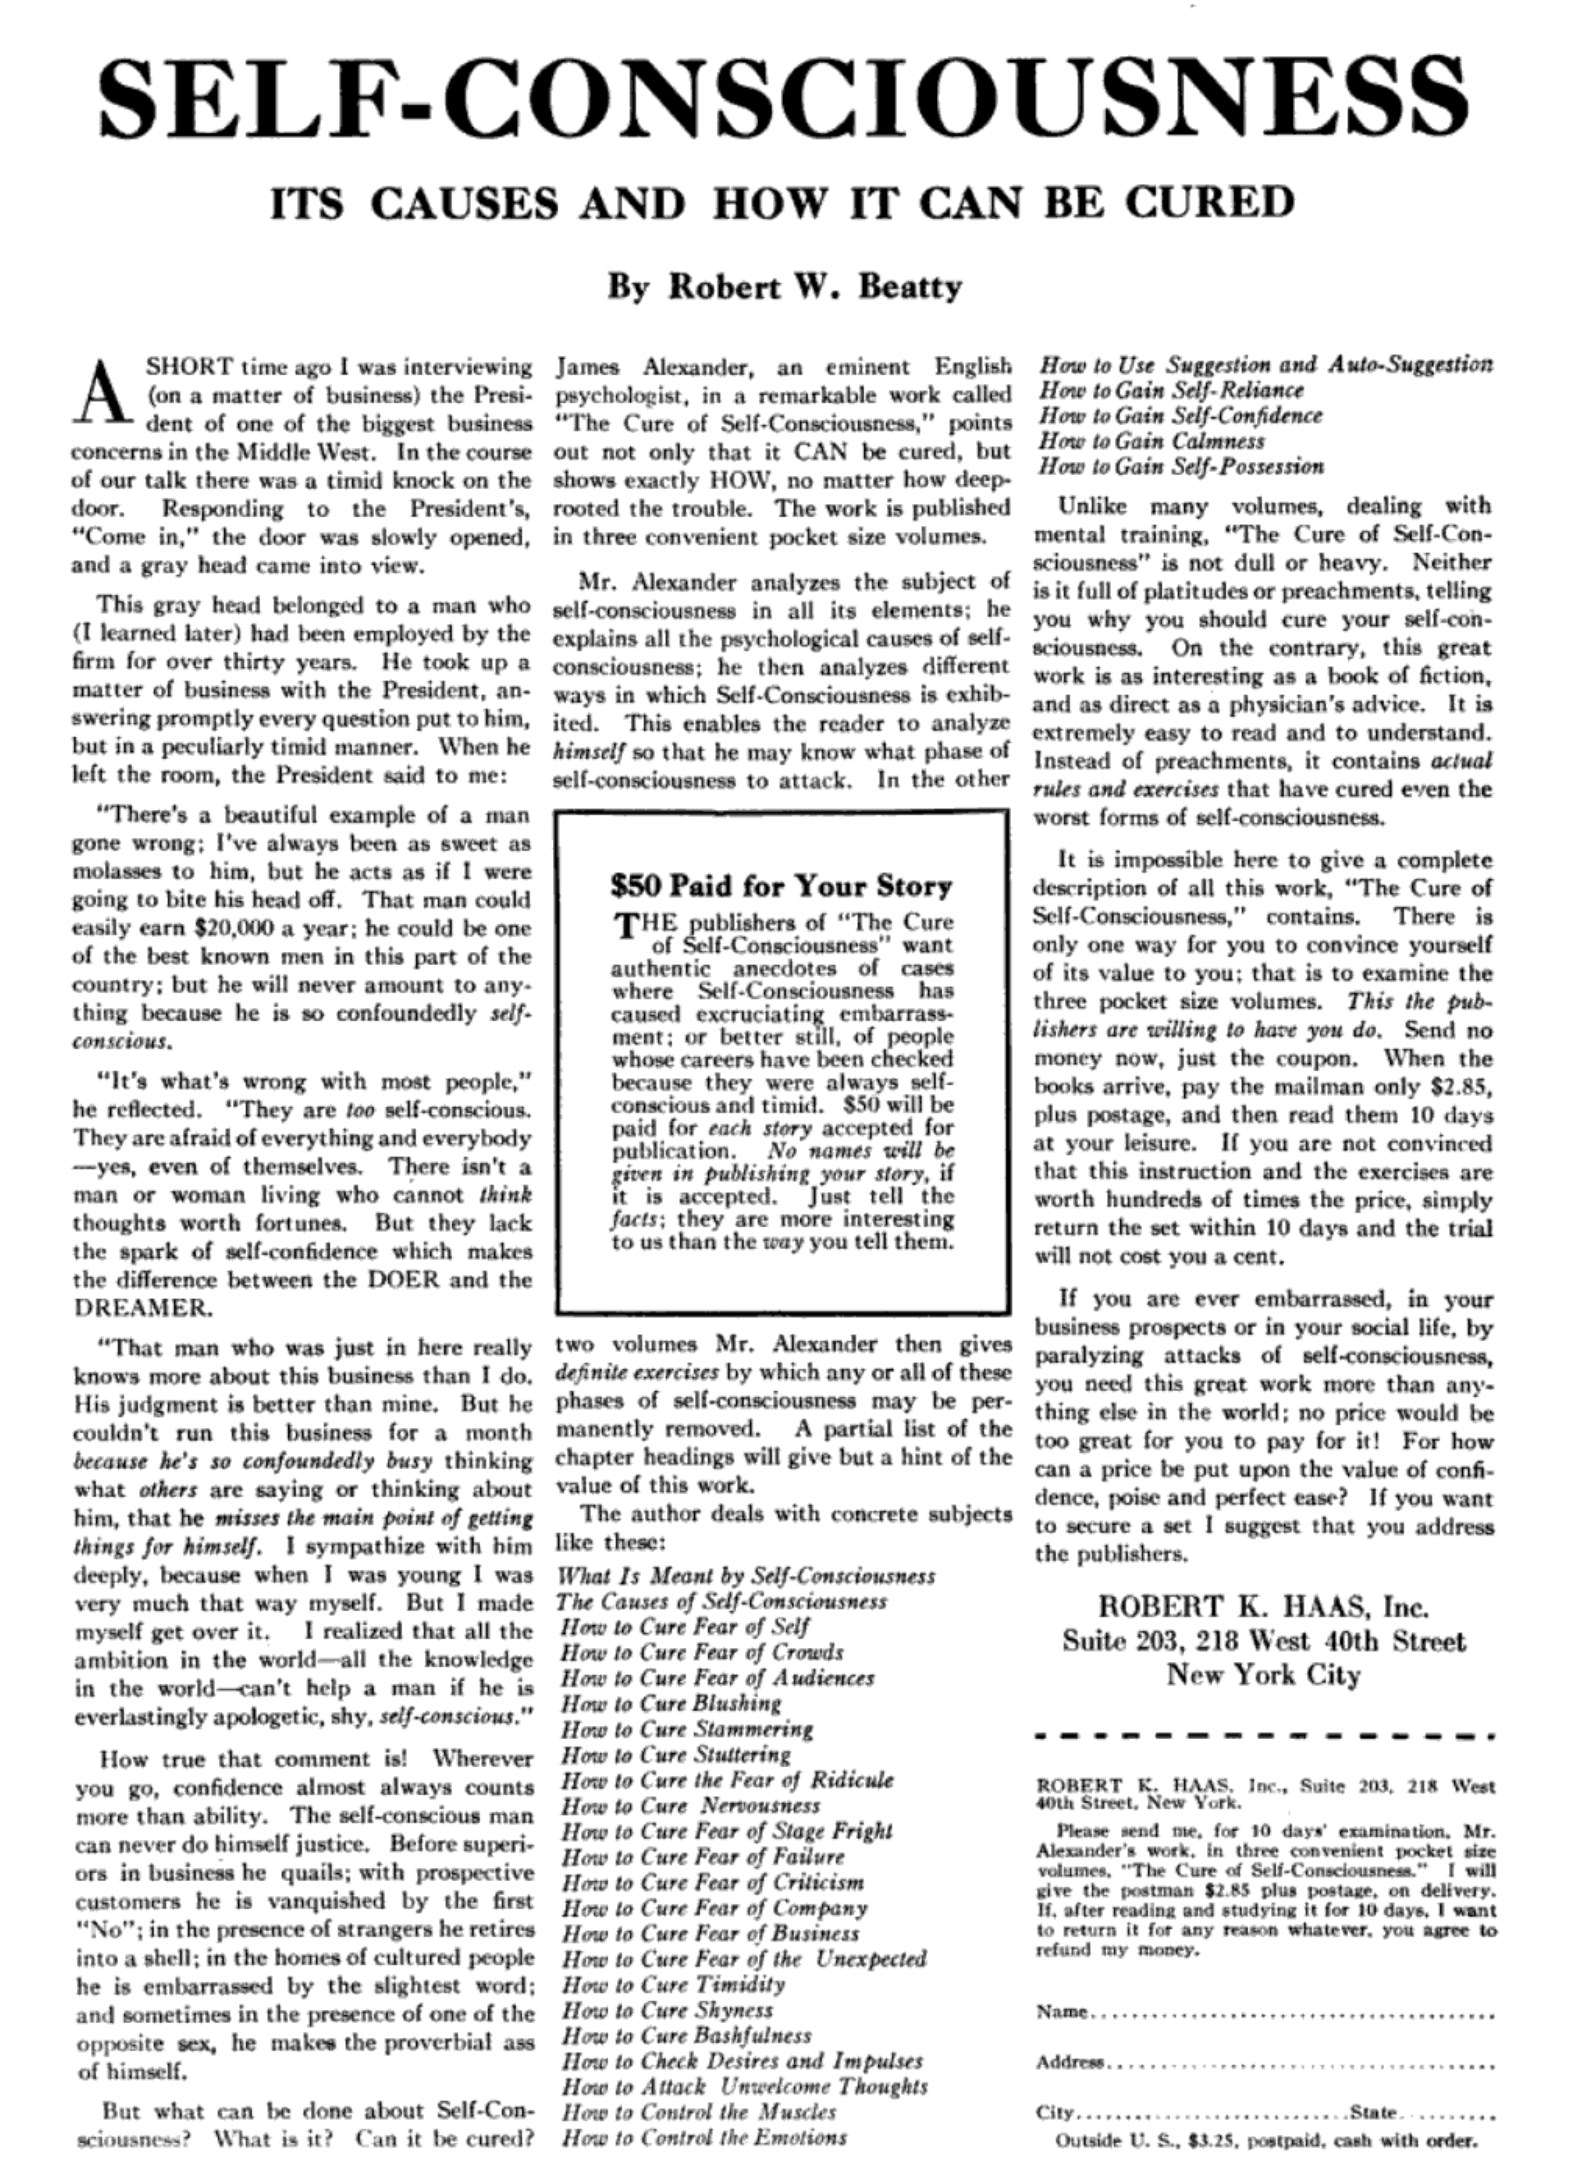 SELF-CONSCIOUSNESS
ITS CAUSES AND HOW IT CAN BE CURED
By Robert W. Beatty
A SHORT time ago I was interviewing
(on a matter of business) the Presi-
dent of one of the biggest business
concerns in the Middle West. In the course
of our talk there was a timid knock on the
door. Responding to the President's,
"Come in," the door was slowly opened,
and a gray head came into view.
This gray head belonged to a man who
(I learned later) had been employed by the
firm for over thirty years. He took up a
matter of business with the President, an-
swering promptly every question put to him,
but in a peculiarly timid manner. When he
left the room, the President said to me:
"There's a beautiful example of a man
gone wrong; I've always been as sweet as
molasses to him, but he acts as if I were
going to bite his head off. That man could
easily earn $20,000 a year; he could be one
of the best known men in this part of the
country; but he will never amount to any-
thing because he is so confoundedly self-
conscious.
"It's what's wrong with most people,"
he reflected. "They are too self-conscious.
They are afraid of everything and everybody
—yes, even of themselves. There isn't a
man or woman living who cannot think
thoughts worth fortunes. But they lack
the spark of self-confidence which makes
the difference between the DOER and the
DREAMER.
"That man who was just in here really
knows more about this business than I do.
His judgment is better than mine. But he
couldn't run this business for a month
because he's so confoundedly busy thinking
what others are saying or thinking about
him, that he misses the main point of getting
things for himself. I sympathize with him
deeply, because when I was young I was
very much that way myself. But I made
myself get over it. I realized that all the
ambition in the world—all the knowledge
in the world—can't help a man if he is
everlastingly apologetic, shy, self-conscious."
How true that comment is! Wherever
you go, confidence almost always counts
more than ability. The self-conscious man
can never do himself justice. Before superi-
ors in business he quails; with prospective
customers he is vanquished by the first
"No"; in the presence of strangers he retires
into a shell; in the homes of cultured people
he is embarrassed by the slightest word;
and sometimes in the presence of one of the
opposite sex, he makes the proverbial ass
of himself.
But what can be done about Self-Con-
sciousness? What is it? Can it be cured?
James Alexander, an eminent English
psychologist, in a remarkable work called
"The Cure of Self-Consciousness," points
out not only that it CAN be cured, but
shows exactly HOW, no matter how deep-
rooted the trouble. The work is published
in three convenient pocket size volumes.
Mr. Alexander analyzes the subject of
self-consciousness in all its elements; he
explains all the psychological causes of self-
consciousness; he then analyzes different
ways in which Self-Consciousness is exhib-
ited. This enables the reader to analyze
himself so that he may know what phase of
self-consciousness to attack. In the other
$50 Paid for Your Story
THE publishers of "The Cure
of Self-Consciousness" want
authentic anecdotes of cases
where Self-Consciousness has
caused excruciating embarrass-
ment; or better still, of people
whose careers have been checked
because they were always self-
conscious and timid. $50 will be
paid for each story accepted for
publication. No names will be
given in publishing your story, if
it is accepted. Just tell the
facts; they are more interesting
to us than the way you tell them.
two volumes Mr. Alexander then gives
definite exercises by which any or all of these
phases of self-consciousness may be per-
manently removed. A partial list of the
chapter headings will give but a hint of the
value of this work.
The author deals with concrete subjects
like these:
What Is Meant by Self-Consciousness
The Causes of Self-Consciousness
How to Cure Fear of Self
How to Cure Fear of Crowds
How to Cure Fear of Audiences
How to Cure Blushing
How to Cure Stammering
How to Cure Stuttering
How to Cure the Fear of Ridicule
How to Cure Nervousness
How to Cure Fear of Stage Fright
How to Cure Fear of Failure
How to Cure Fear of Criticism
How to Cure Fear of Company
How to Cure Fear of Business
How to Cure Fear of the Unexpected
How to Cure Timidity
How to Cure Shyness
How to Cure Bashfulness
How to Check Desires and Impulses
How to Attack Unwelcome Thoughts
How to Control the Muscles
How to Control the Emotions
How to Use Suggestion and Auto-Suggestion
How to Gain Self-Reliance
How to Gain Self-Confidence
How to Gain Calmness
How to Gain Self-Possession
Unlike many volumes, dealing with
mental training, "The Cure of Self-Con-
sciousness" is not dull or heavy. Neither
is it full of platitudes or preachments, telling
you why you should cure your self-con-
sciousness. On the contrary, this great
work is as interesting as a book of fiction,
and as direct as a physician's advice. It is
extremely easy to read and to understand.
Instead of preachments, it contains actual
rules and exercises that have cured even the
worst forms of self-consciousness.
It is impossible here to give a complete
description of all this work, "The Cure of
Self-Consciousness," contains. There is
only one way for you to convince yourself
of its value to you; that is to examine the
three pocket size volumes. This the pub-
lishers are willing to have you do. Send no
money now, just the coupon. When the
books arrive, pay the mailman only $2.85,
plus postage, and then read them 10 days
at your leisure. If you are not convinced
that this instruction and the exercises are
worth hundreds of times the price, simply
return the set within 10 days and the trial
will not cost you a cent.
If you are ever embarrassed, in your
business prospects or in your social life, by
paralyzing attacks of self-consciousness,
you need this great work more than any-
thing else in the world; no price would be
too great for you to pay for it! For how
can a price be put upon the value of confi-
dence, poise and perfect ease? If you want
to secure a set I suggest that you address
the publishers.
ROBERT K. HAAS, Inc.
Suite 203, 218 West 40th Street
New York City
ROBERT K. HAAS, Inc., Suite 203, 218 West
40th Street, New York.
Please send me, for 10 days' examination, Mr.
Alexander's work, in three convenient pocket size
volumes, "The Cure of Self-Consciousness." I will
give the postman $2.85 plus postage, on delivery.
If, after reading and studying it for 10 days, I want
to return it for any reason whatever, you agree to
refund my money.
Name
Address
City State
Outside U. S., $3.25, postpaid, cash with order.